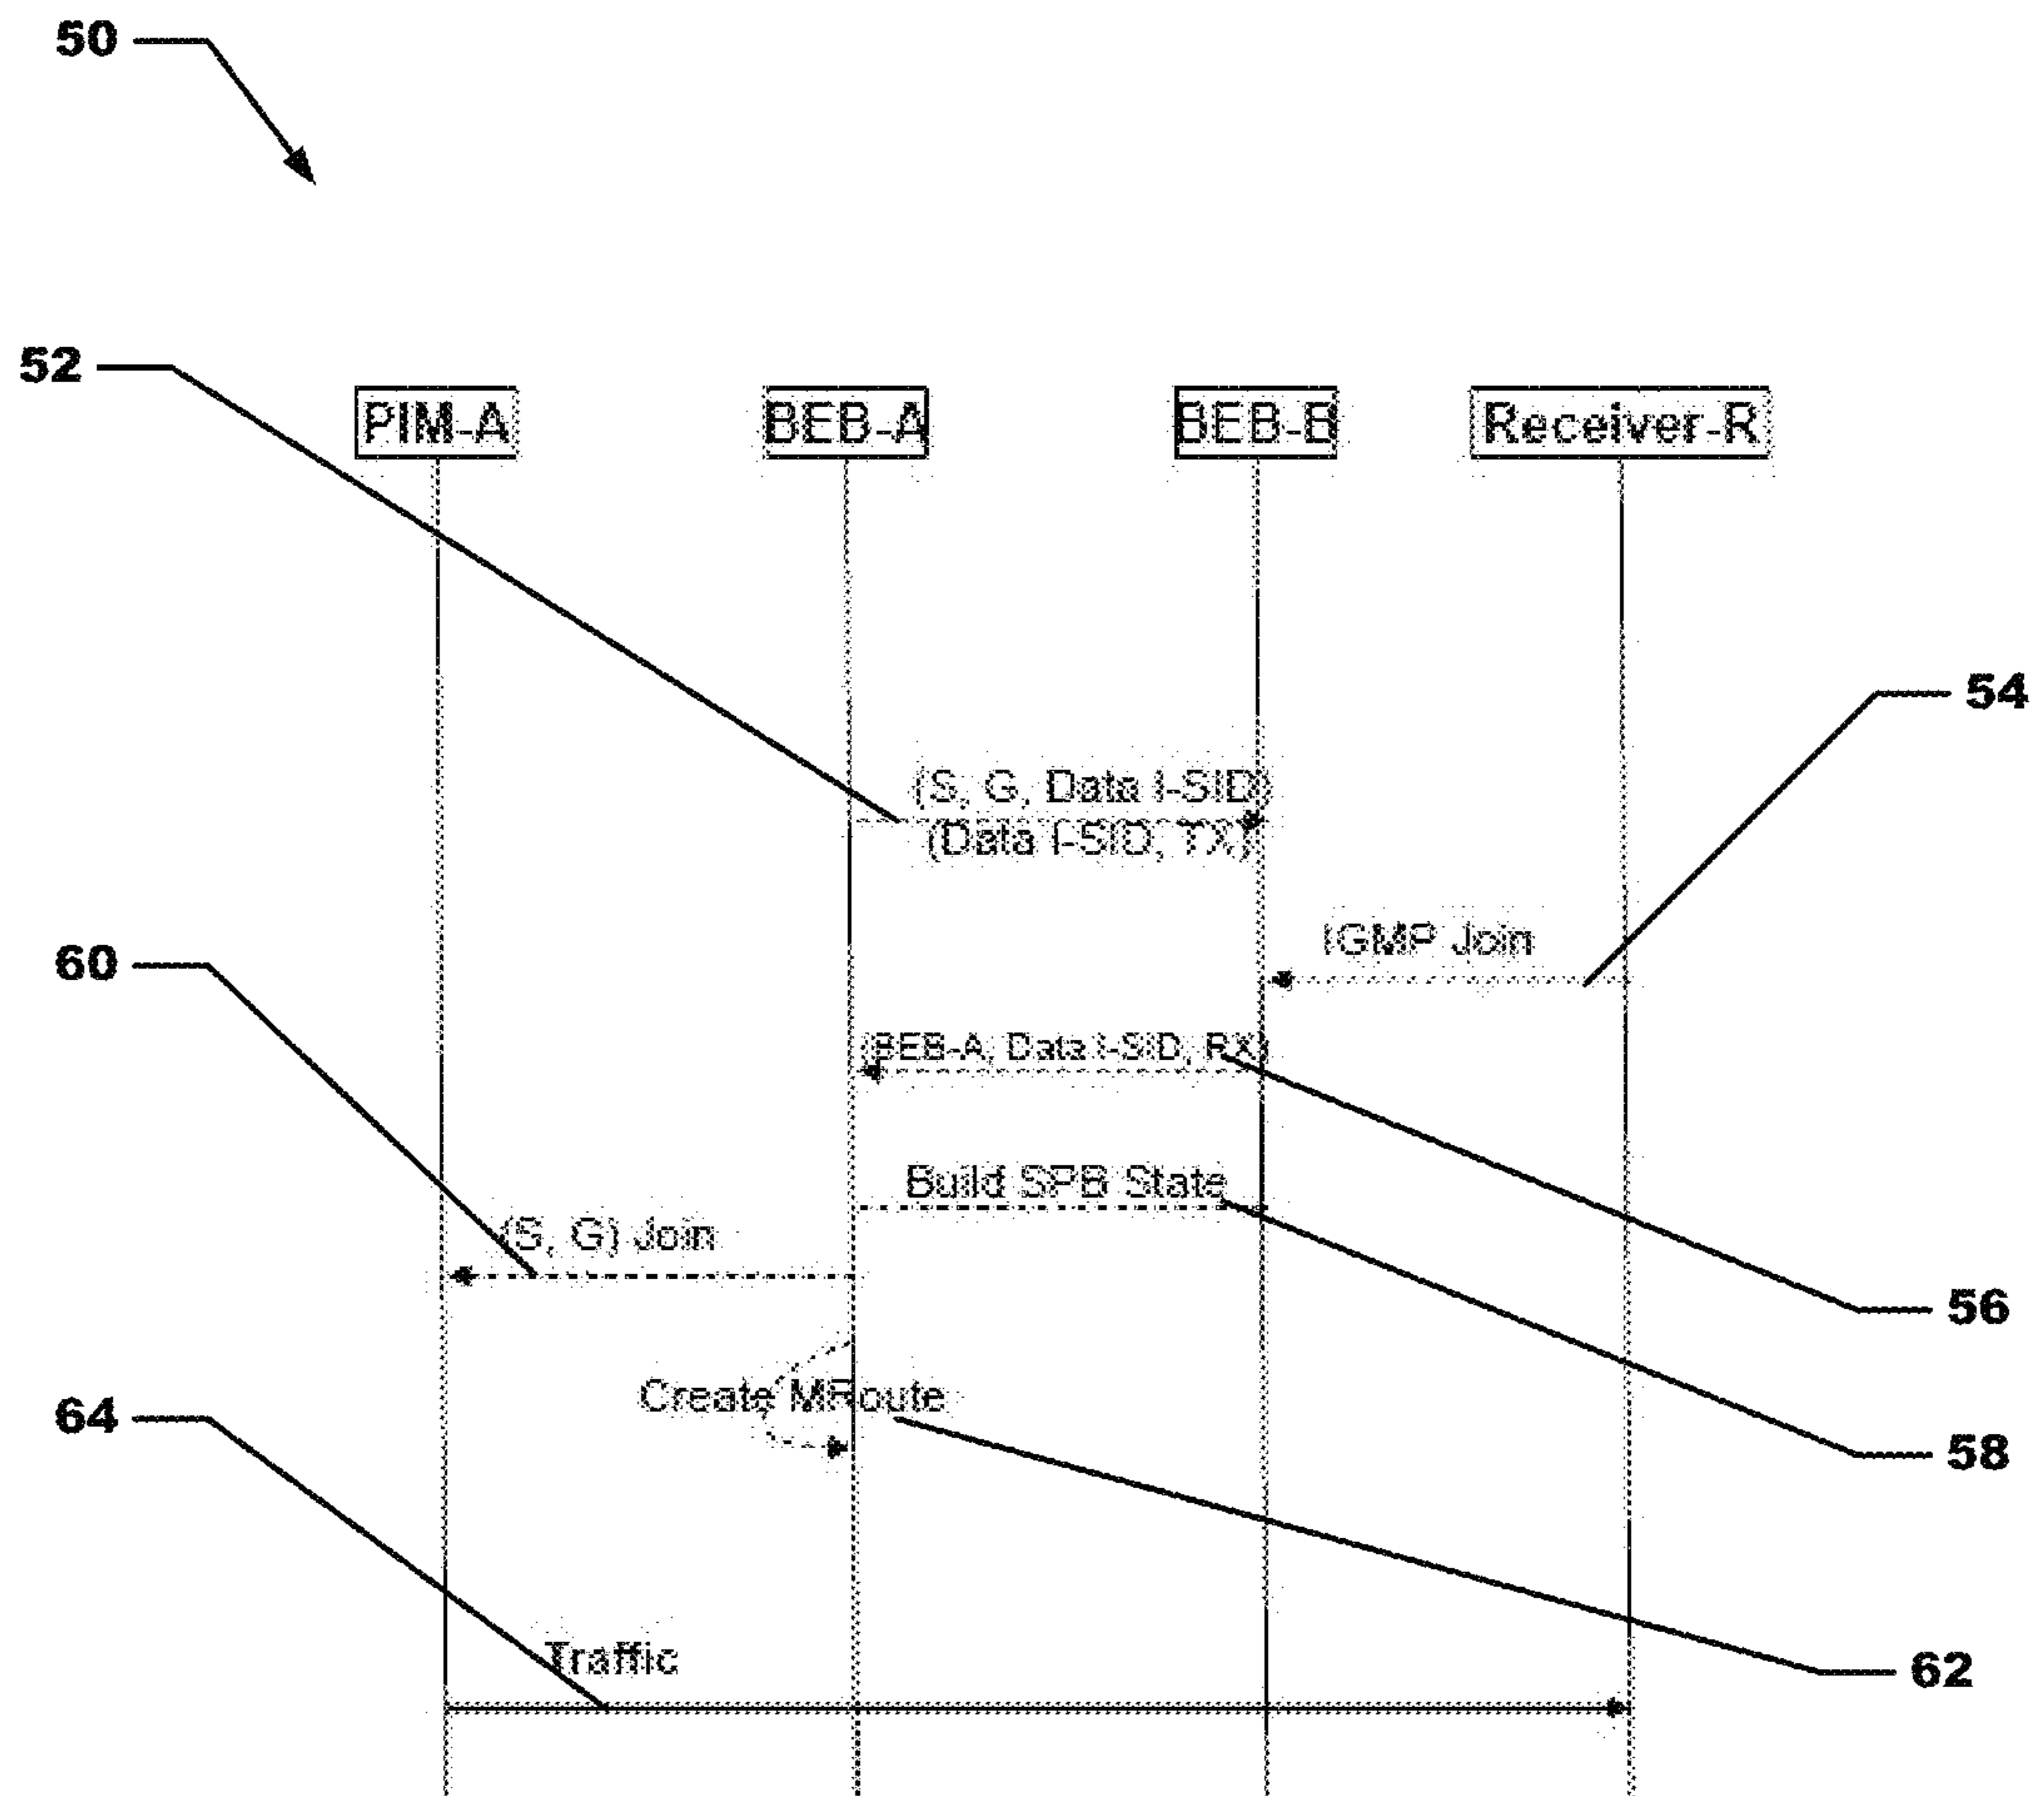 50
52
PIM-A BEB-A BEB-B Receiver-R
54
(S, G, Data I-SID)
(Data I-SID, TX)
60
IGMP Join
(BEB-A, Data I-SID, RX)
Build SPB State
(S, G) Join
56
Create MRoute
64
58
Traffic
62